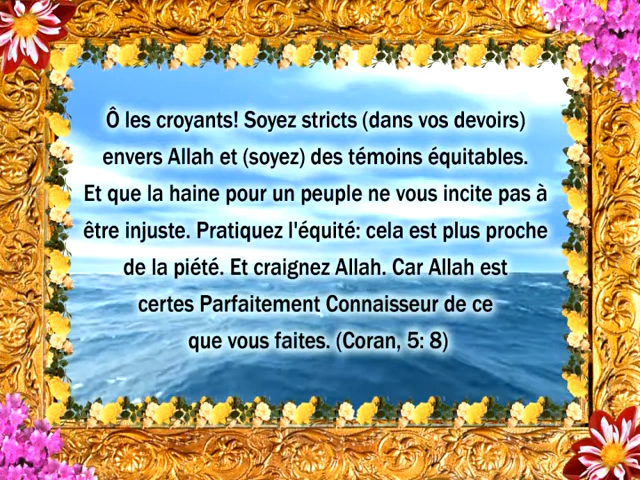 Ô les croyants! Soyez stricts (dans vos devoirs)
envers Allah et (soyez) des témoins équitables.
Et que la haine pour un peuple ne vous incite pas à
être injuste. Pratiquez l'équité: cela est plus proche
de la piété. Et craignez Allah. Car Allah est
certes Parfaitement Connaisseur de ce
que vous faites. (Coran, 5: 8)